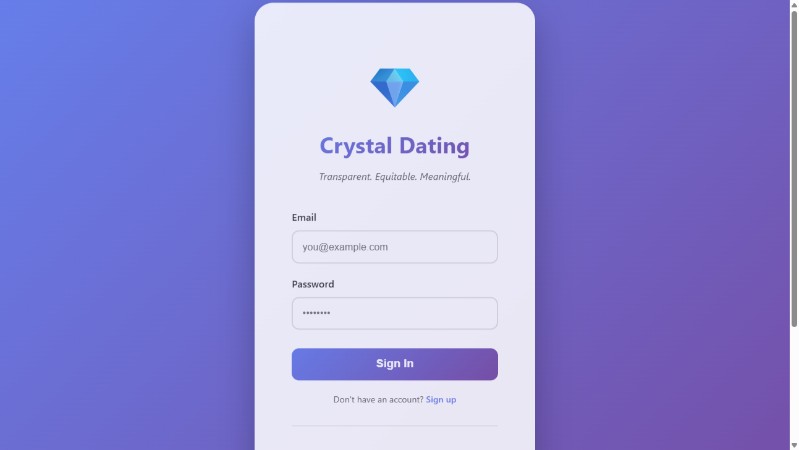 Crystal Dating
Transparent. Equitable. Meaningful.
Email
you@example.com
Password
••••••••
Sign In
Don't have an account? Sign up